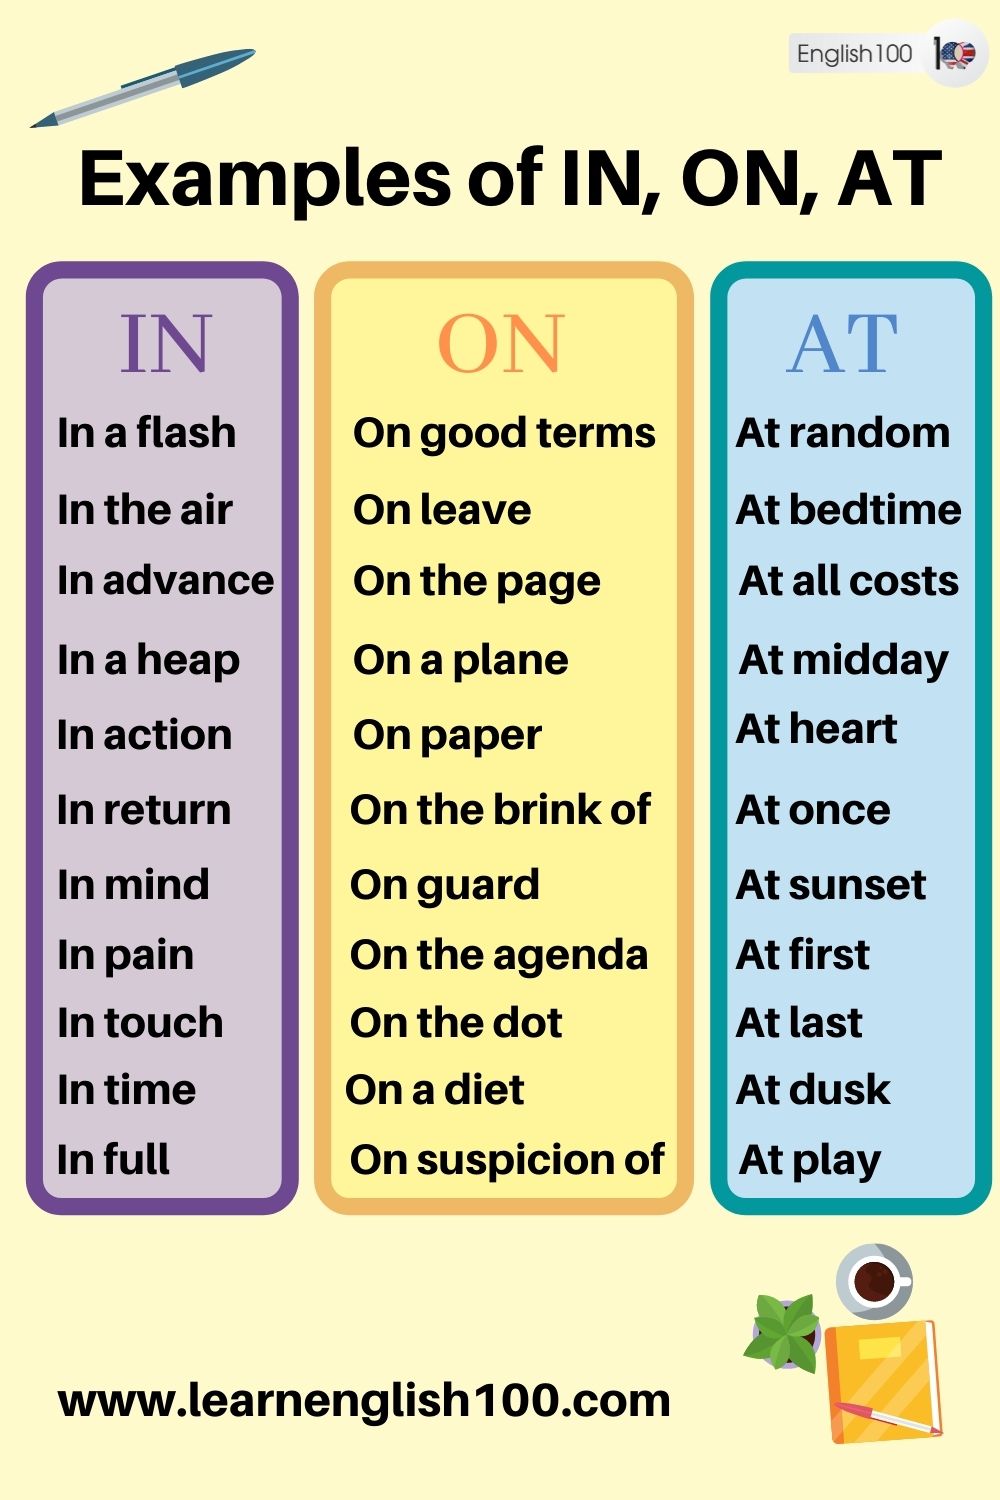 English100
Examples of IN, ON, AT
IN
In a flash
In the air
In advance
In a heap
In action
In return
In mind
In pain
In touch
In time
In full
ON
On good terms
On leave
On the page
On a plane
On paper
On the brink of
On guard
On the agenda
On the dot
On a diet
On suspicion of
AT
At random
At bedtime
At all costs
At midday
At heart
At once
At sunset
At first
At last
At dusk
At play
www.learnenglish100.com